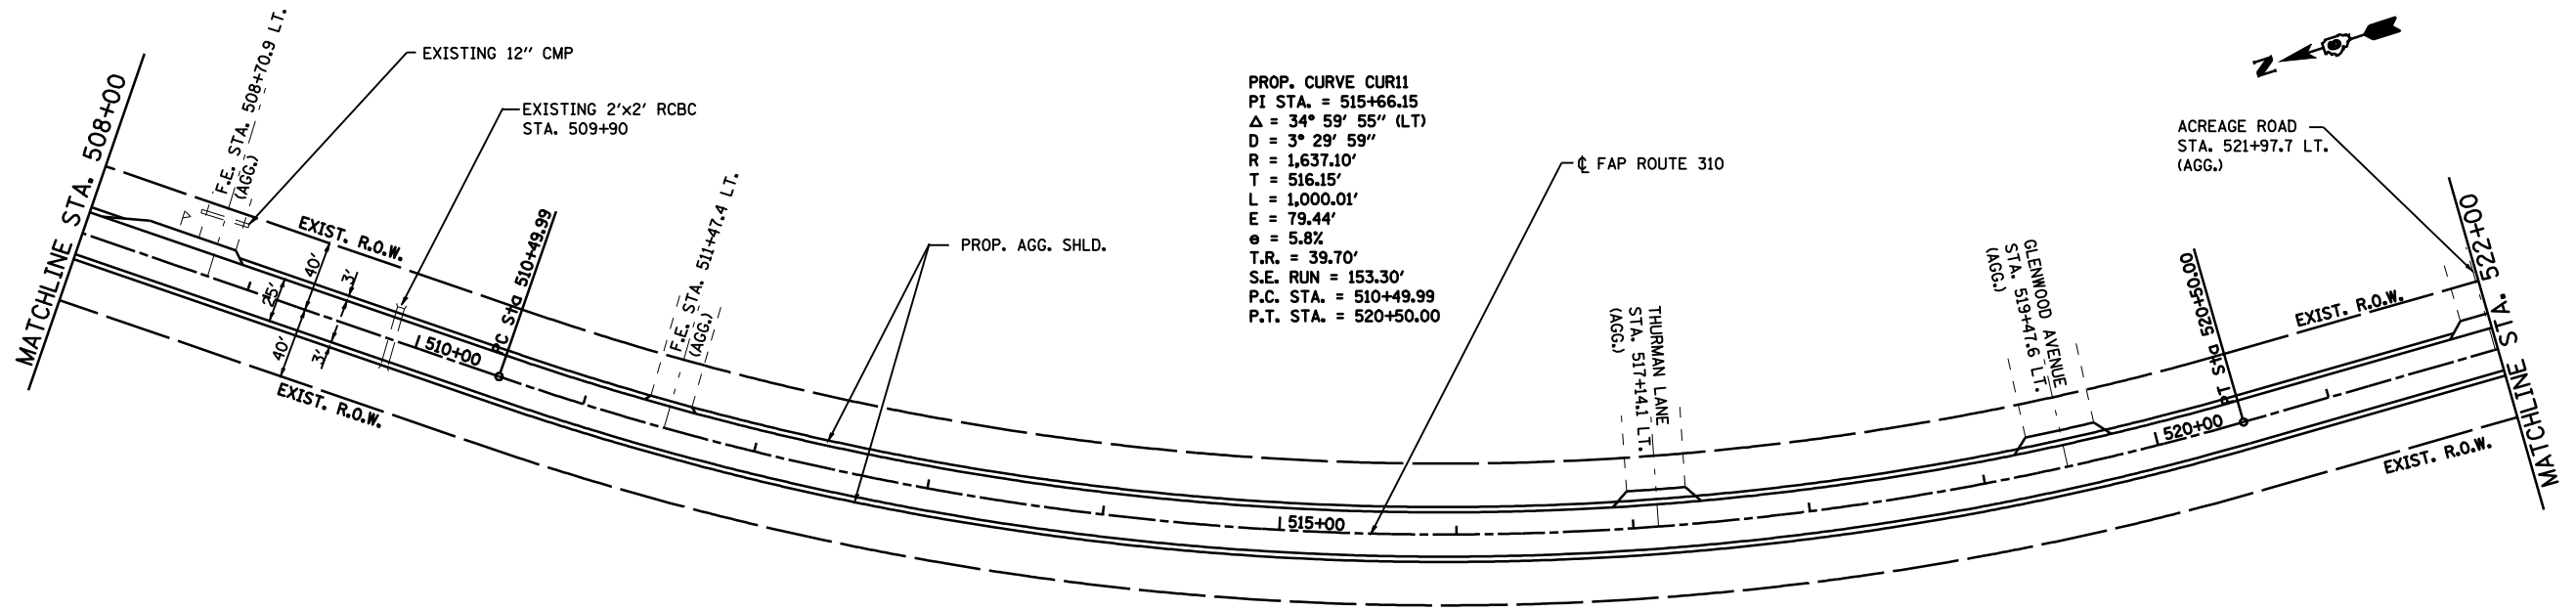 MATCHLINE STA. 508+00
F.E. STA. 508+70.9 LT.
(AGG.)
EXISTING 12" CMP
EXISTING 2'x2' RCBC
STA. 509+90
EXIST. R.O.W.
40'
3'
25'
40'
3'
EXIST. R.O.W.
510+00
PC Sta 510+49.99
F.E. STA. 511+47.4 LT.
(AGG.)
PROP. AGG. SHLD.
PROP. CURVE CUR11
PI STA. = 515+66.15
Δ = 34° 59' 55" (LT)
D = 3° 29' 59"
R = 1,637.10'
T = 516.15'
L = 1,000.01'
E = 79.44'
e = 5.8%
T.R. = 39.70'
S.E. RUN = 153.30'
P.C. STA. = 510+49.99
P.T. STA. = 520+50.00
515+00
℄ FAP ROUTE 310
THURMAN LANE
STA. 517+14.1 LT.
(AGG.)
GLENWOOD AVENUE
STA. 519+47.6 LT.
(AGG.)
520+00
PT Sta 520+50.00
ACREAGE ROAD
STA. 521+97.7 LT.
(AGG.)
EXIST. R.O.W.
EXIST. R.O.W.
MATCHLINE STA. 522+00
N